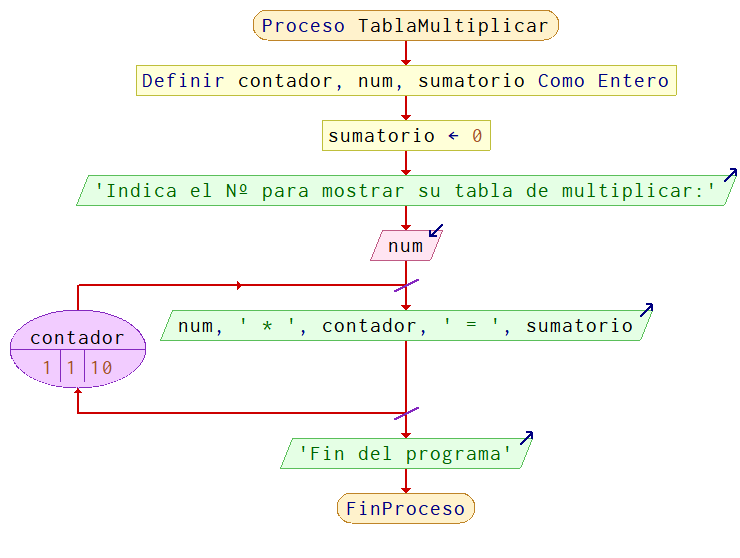 Proceso TablaMultiplicar
Definir contador, num, sumatorio Como Entero
sumatorio ← 0
'Indica el Nº para mostrar su tabla de multiplicar:'
num
num, ' * ', contador, ' = ', sumatorio
contador
1 1 10
'Fin del programa'
FinProceso